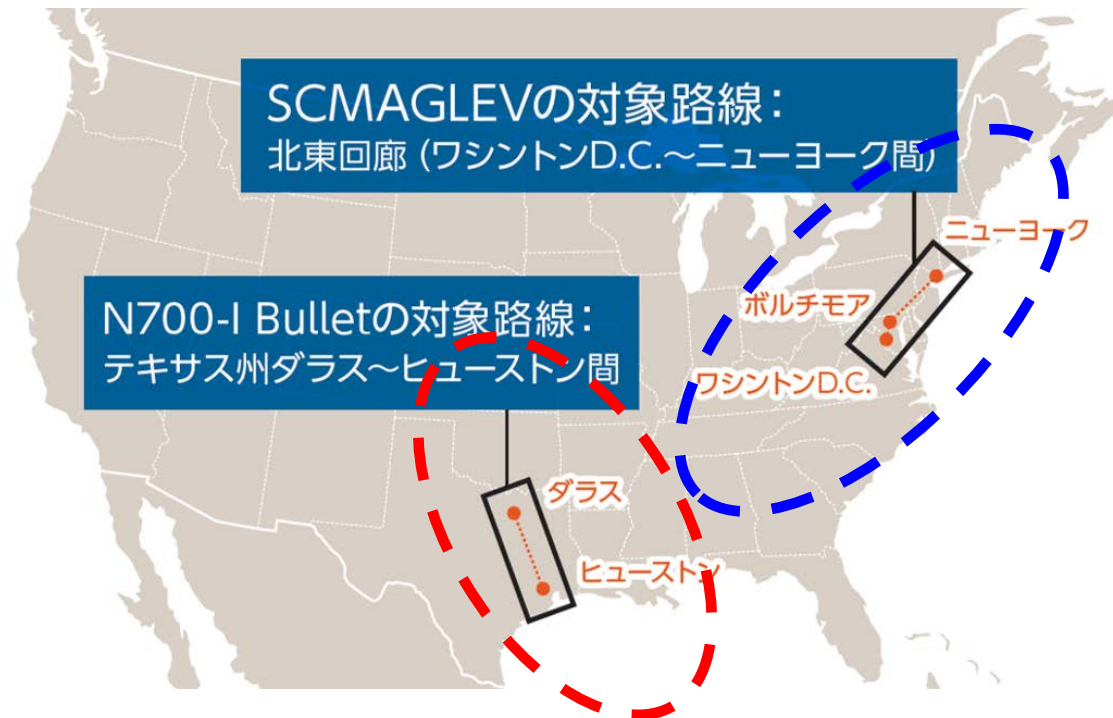 SCMAGLEVの対象路線：
北東回廊（ワシントンD.C.～ニューヨーク間）
ニューヨーク
ボルチモア
ワシントンD.C.
N700-I Bulletの対象路線：
テキサス州ダラス～ヒューストン間
ダラス
ヒューストン